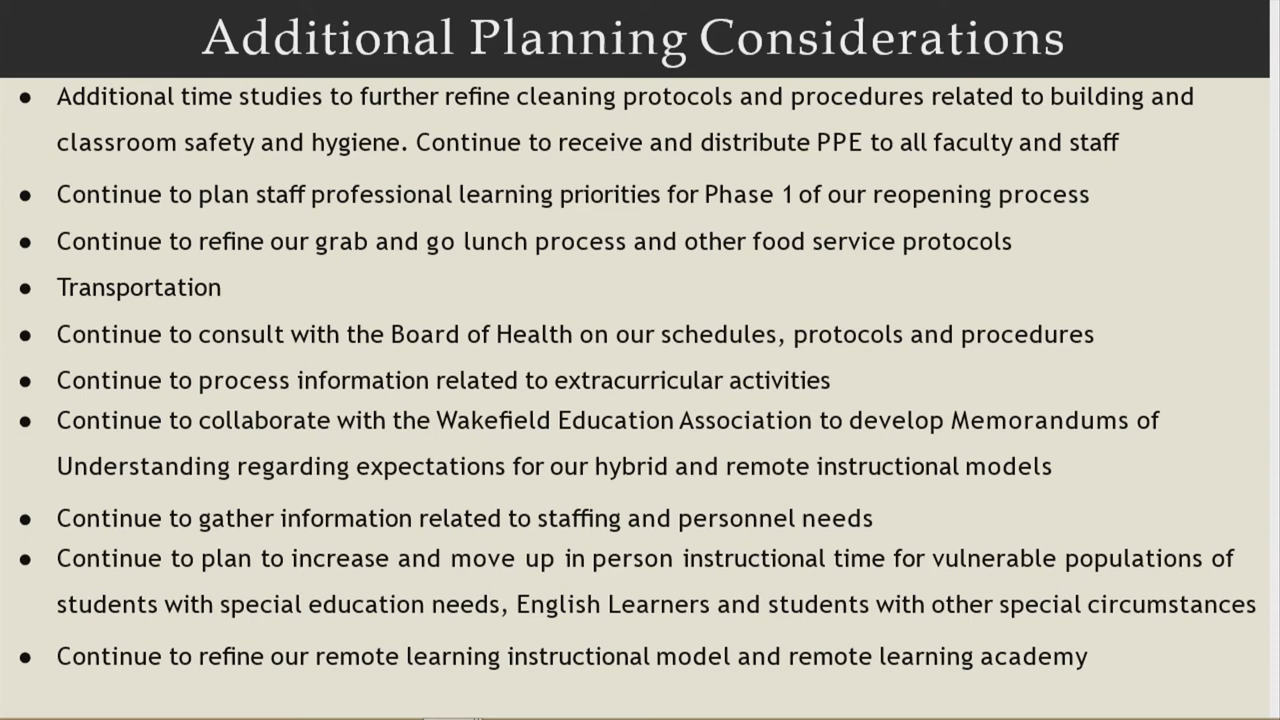 Additional Planning Considerations
● Additional time studies to further refine cleaning protocols and procedures related to building and
classroom safety and hygiene. Continue to receive and distribute PPE to all faculty and staff
● Continue to plan staff professional learning priorities for Phase 1 of our reopening process
● Continue to refine our grab and go lunch process and other food service protocols
● Transportation
● Continue to consult with the Board of Health on our schedules, protocols and procedures
● Continue to process information related to extracurricular activities
● Continue to collaborate with the Wakefield Education Association to develop Memorandums of
Understanding regarding expectations for our hybrid and remote instructional models
● Continue to gather information related to staffing and personnel needs
● Continue to plan to increase and move up in person instructional time for vulnerable populations of
students with special education needs, English Learners and students with other special circumstances
● Continue to refine our remote learning instructional model and remote learning academy